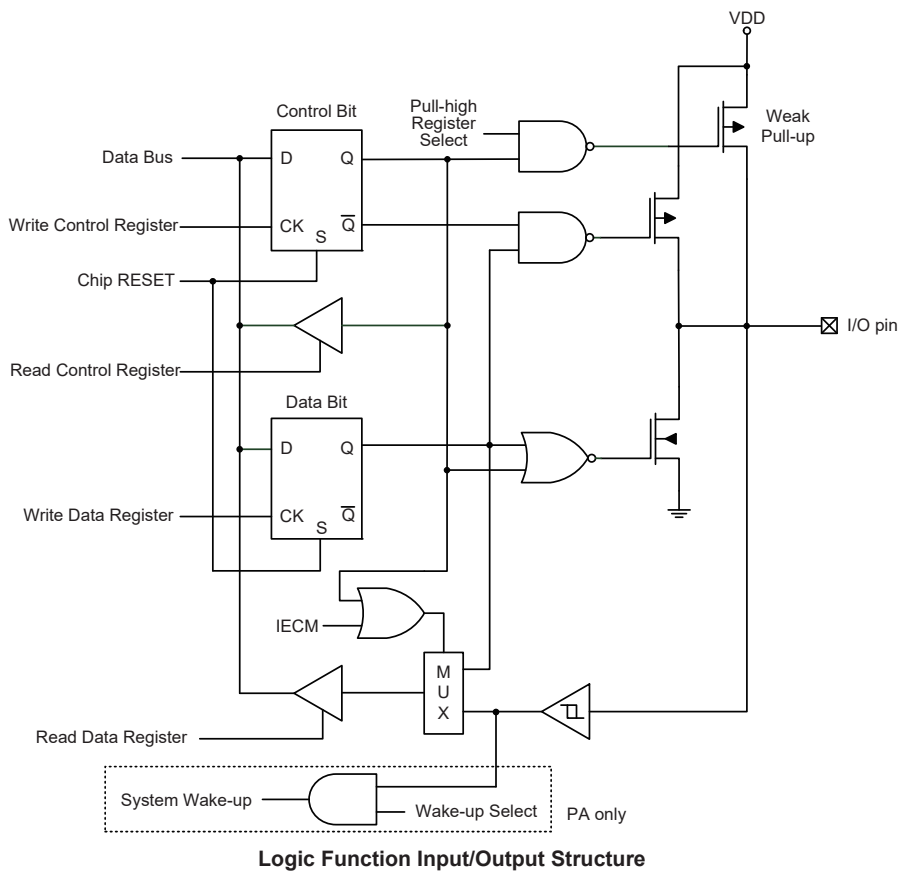 VDD
Control Bit
Pull-high
Register
Select
Weak
Pull-up
Data Bus
D
Q
Write Control Register
CK
S
Q
Chip RESET
I/O pin
Read Control Register
Data Bit
D
Q
Write Data Register
CK
S
Q
IECM
M
U
X
Read Data Register
System Wake-up
Wake-up Select
PA only
Logic Function Input/Output Structure